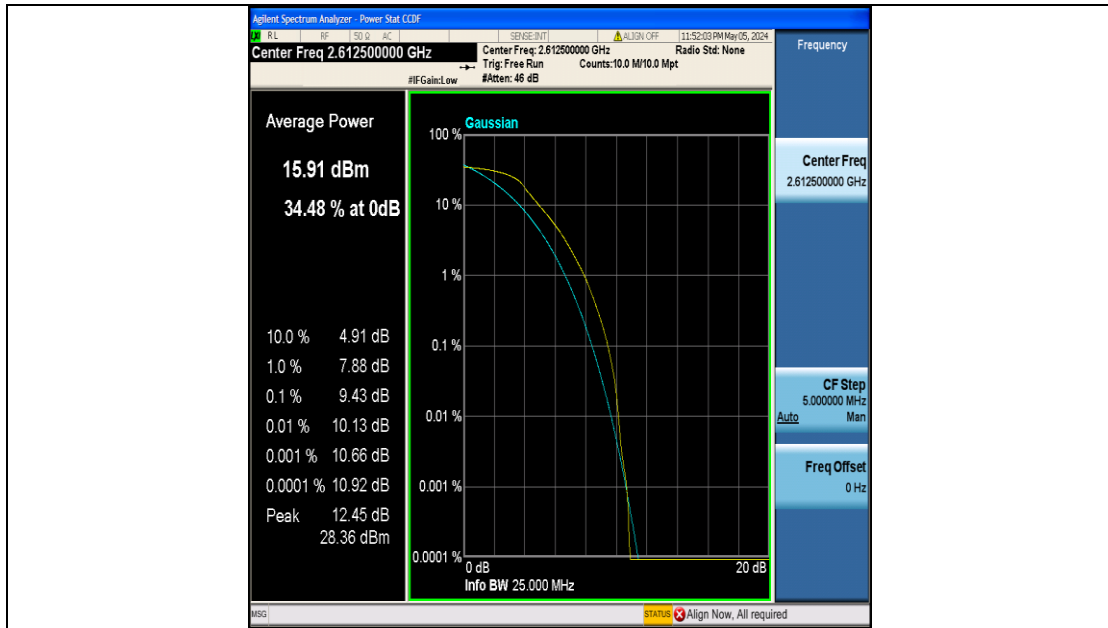 Agilent Spectrum Analyzer - Power Stat CCDF
RL RF 50 Ω AC SENSE:INT ALIGN OFF 11:52:03 PM May 05, 2024
Center Freq 2.612500000 GHz
Center Freq: 2.612500000 GHz Radio Std: None
Trig: Free Run Counts:10.0 M/10.0 Mpt
#IFGain:Low #Atten: 46 dB
Frequency
Average Power
15.91 dBm
34.48 % at 0dB
10.0 % 4.91 dB
1.0 % 7.88 dB
0.1 % 9.43 dB
0.01 % 10.13 dB
0.001 % 10.66 dB
0.0001 % 10.92 dB
Peak 12.45 dB
28.36 dBm
Gaussian
100 %
10 %
1 %
0.1 %
0.01 %
0.001 %
0.0001 %
0 dB 20 dB
Info BW 25.000 MHz
Center Freq
2.612500000 GHz
CF Step
5.000000 MHz
Auto Man
Freq Offset
0 Hz
MSG STATUS Align Now, All required